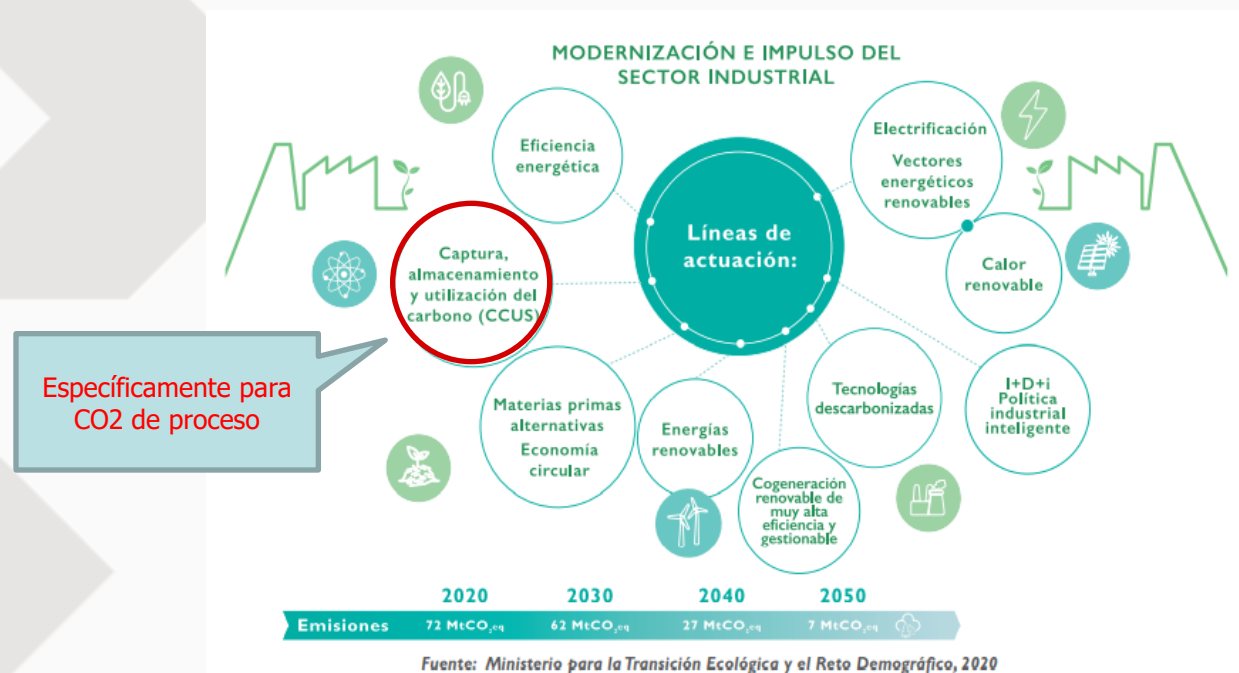 MODERNIZACIÓN E IMPULSO DEL
SECTOR INDUSTRIAL
Eficiencia
energética
Electrificación
Vectores
energéticos
renovables
Líneas de
actuación:
Captura,
almacenamiento
y utilización del
carbono (CCUS)
Calor
renovable
Específicamente para
CO2 de proceso
Materias primas
alternativas
Economía
circular
Energías
renovables
Tecnologías
descarbonizadas
I+D+i
Política
industrial
inteligente
Cogeneración
renovable de
muy alta
eficiencia y
gestionable
2020 2030 2040 2050
Emisiones 72 MtCO₂eq 62 MtCO₂eq 27 MtCO₂eq 7 MtCO₂eq
Fuente: Ministerio para la Transición Ecológica y el Reto Demográfico, 2020